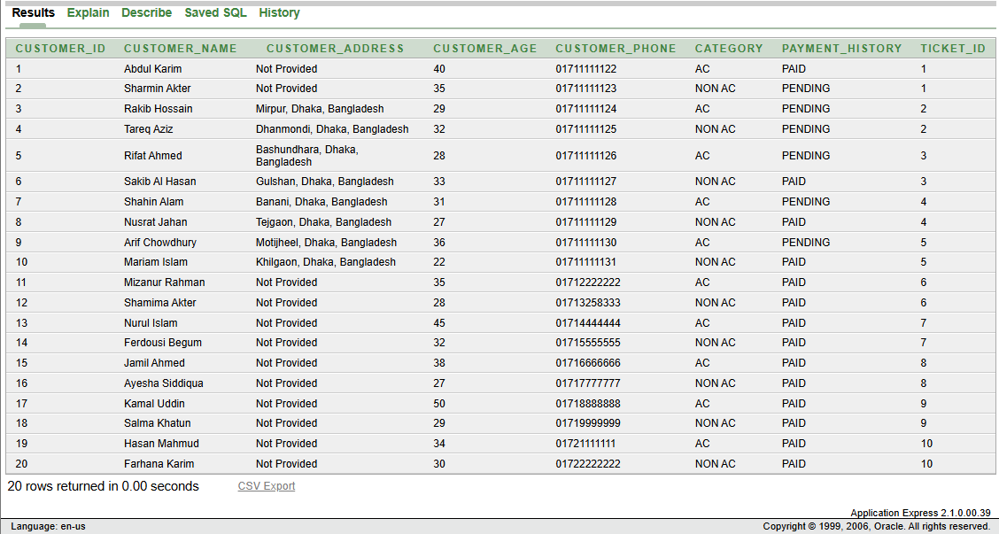 Results Explain Describe Saved SQL History
CUSTOMER_ID CUSTOMER_NAME CUSTOMER_ADDRESS CUSTOMER_AGE CUSTOMER_PHONE CATEGORY PAYMENT_HISTORY TICKET_ID
1 Abdul Karim Not Provided 40 01711111122 AC PAID 1
2 Sharmin Akter Not Provided 35 01711111123 NON AC PENDING 1
3 Rakib Hossain Mirpur, Dhaka, Bangladesh 29 01711111124 AC PENDING 2
4 Tareq Aziz Dhanmondi, Dhaka, Bangladesh 32 01711111125 NON AC PENDING 2
5 Rifat Ahmed Bashundhara, Dhaka, 28 01711111126 AC PENDING 3
Bangladesh
6 Sakib Al Hasan Gulshan, Dhaka, Bangladesh 33 01711111127 NON AC PAID 3
7 Shahin Alam Banani, Dhaka, Bangladesh 31 01711111128 AC PENDING 4
8 Nusrat Jahan Tejgaon, Dhaka, Bangladesh 27 01711111129 NON AC PAID 4
9 Arif Chowdhury Motijheel, Dhaka, Bangladesh 36 01711111130 AC PENDING 5
10 Mariam Islam Khilgaon, Dhaka, Bangladesh 22 01711111131 NON AC PAID 5
11 Mizanur Rahman Not Provided 35 01712222222 AC PAID 6
12 Shamima Akter Not Provided 28 01713258333 NON AC PAID 6
13 Nurul Islam Not Provided 45 01714444444 AC PAID 7
14 Ferdousi Begum Not Provided 32 01715555555 NON AC PAID 7
15 Jamil Ahmed Not Provided 38 01716666666 AC PAID 8
16 Ayesha Siddiqua Not Provided 27 01717777777 NON AC PAID 8
17 Kamal Uddin Not Provided 50 01718888888 AC PAID 9
18 Salma Khatun Not Provided 29 01719999999 NON AC PAID 9
19 Hasan Mahmud Not Provided 34 01721111111 AC PAID 10
20 Farhana Karim Not Provided 30 01722222222 NON AC PAID 10
20 rows returned in 0.00 seconds CSV Export
Application Express 2.1.0.00.39
Language: en-us Copyright © 1999, 2006, Oracle. All rights reserved.